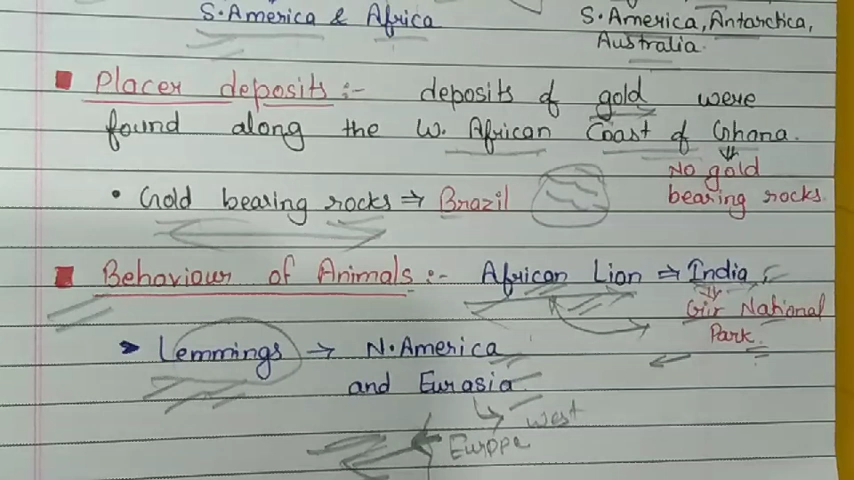 S.America & Africa
S.America, Antarctica,
Australia.
Placer deposits :- deposits of gold were
found along the W. African Coast of Ghana.
No gold
bearing rocks.
• Gold bearing rocks ⇒ Brazil
Behaviour of Animals :- African Lion ⇒ India,
Gir National
Park.
➤ Lemmings → N.America
and Eurasia
west
Europe